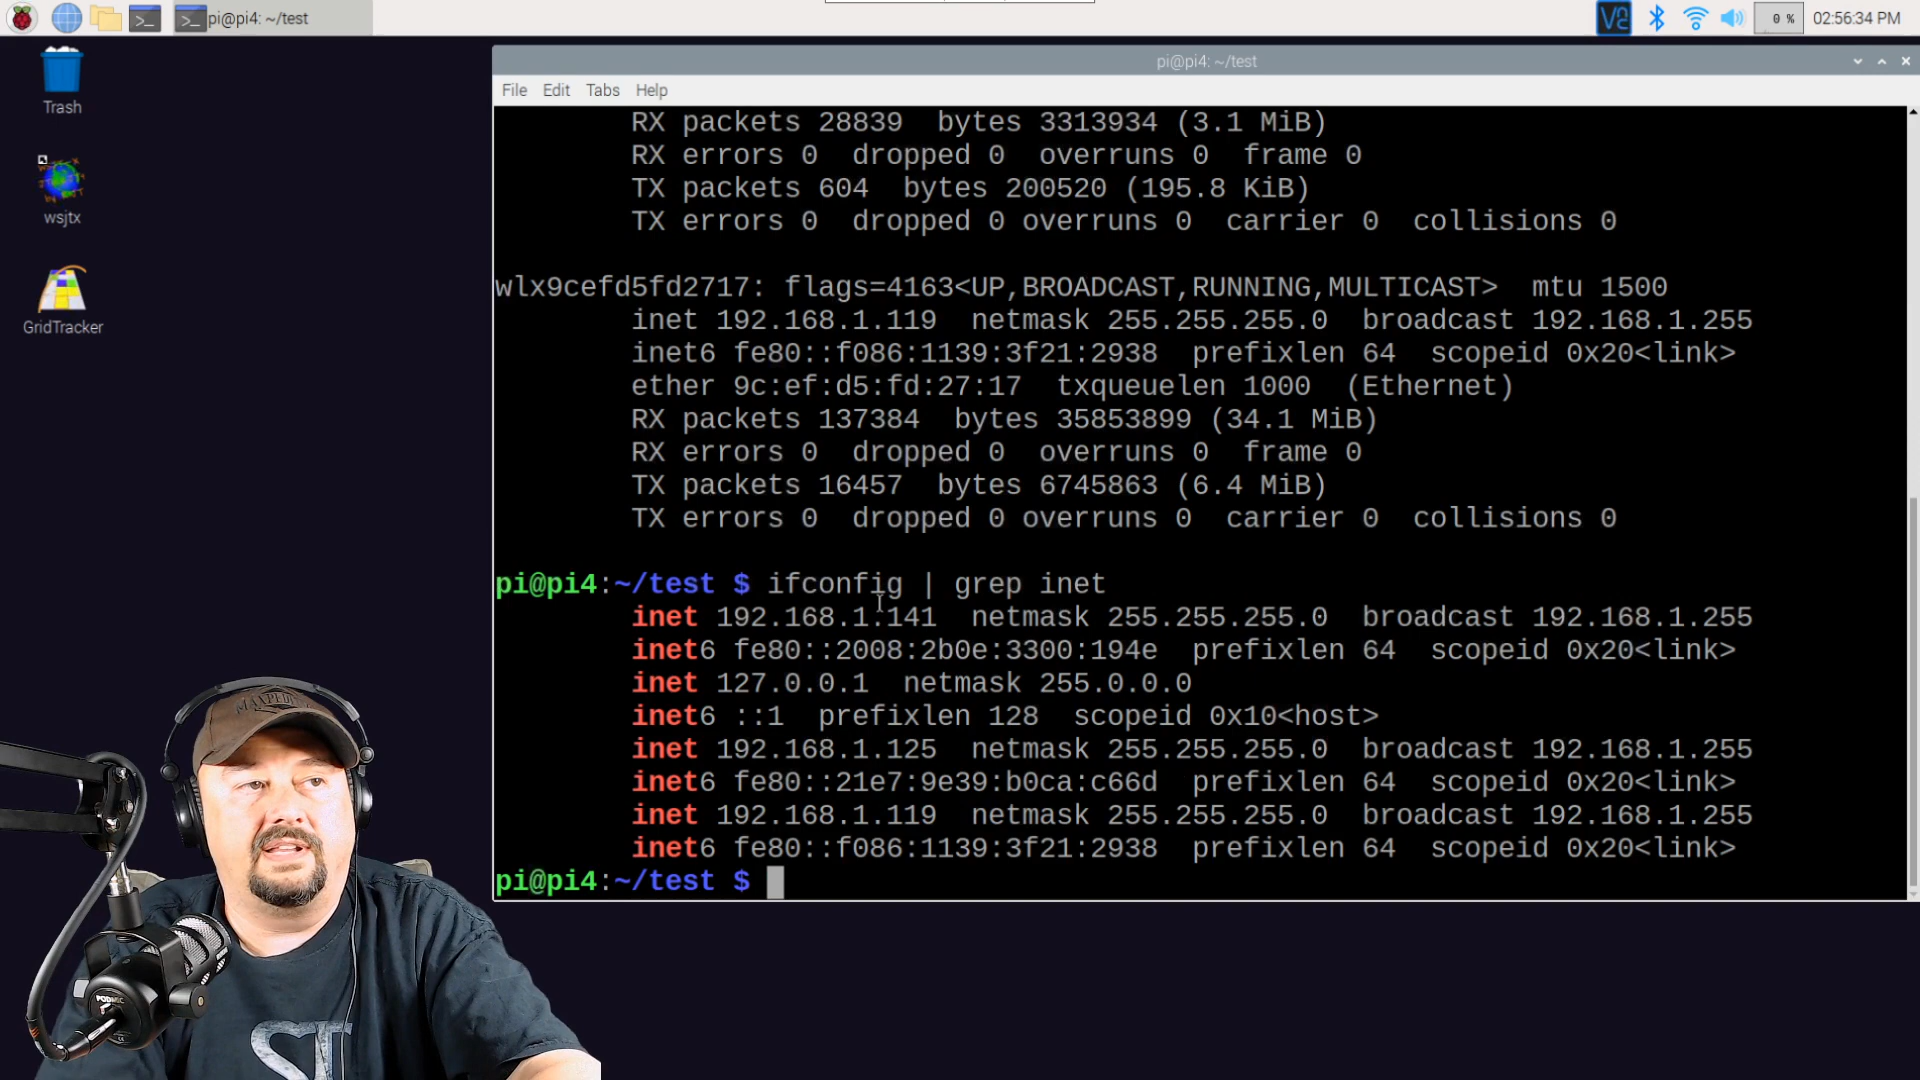 pi@pi4: ~/test
V2
0 %
02:56:34 PM
Trash
wsjtx
GridTracker
pi@pi4: ~/test
File Edit Tabs Help
RX packets 28839  bytes 3313934 (3.1 MiB)
RX errors 0  dropped 0  overruns 0  frame 0
TX packets 604  bytes 200520 (195.8 KiB)
TX errors 0  dropped 0 overruns 0  carrier 0  collisions 0
wlx9cefd5fd2717: flags=4163<UP,BROADCAST,RUNNING,MULTICAST>  mtu 1500
inet 192.168.1.119  netmask 255.255.255.0  broadcast 192.168.1.255
inet6 fe80::f086:1139:3f21:2938  prefixlen 64  scopeid 0x20<link>
ether 9c:ef:d5:fd:27:17  txqueuelen 1000  (Ethernet)
RX packets 137384  bytes 35853899 (34.1 MiB)
RX errors 0  dropped 0  overruns 0  frame 0
TX packets 16457  bytes 6745863 (6.4 MiB)
TX errors 0  dropped 0 overruns 0  carrier 0  collisions 0
pi@pi4:~/test $ ifconfig | grep inet
inet 192.168.1.141  netmask 255.255.255.0  broadcast 192.168.1.255
inet6 fe80::2008:2b0e:3300:194e  prefixlen 64  scopeid 0x20<link>
inet 127.0.0.1  netmask 255.0.0.0
inet6 ::1  prefixlen 128  scopeid 0x10<host>
inet 192.168.1.125  netmask 255.255.255.0  broadcast 192.168.1.255
inet6 fe80::21e7:9e39:b0ca:c66d  prefixlen 64  scopeid 0x20<link>
inet 192.168.1.119  netmask 255.255.255.0  broadcast 192.168.1.255
inet6 fe80::f086:1139:3f21:2938  prefixlen 64  scopeid 0x20<link>
pi@pi4:~/test $
PODMIC